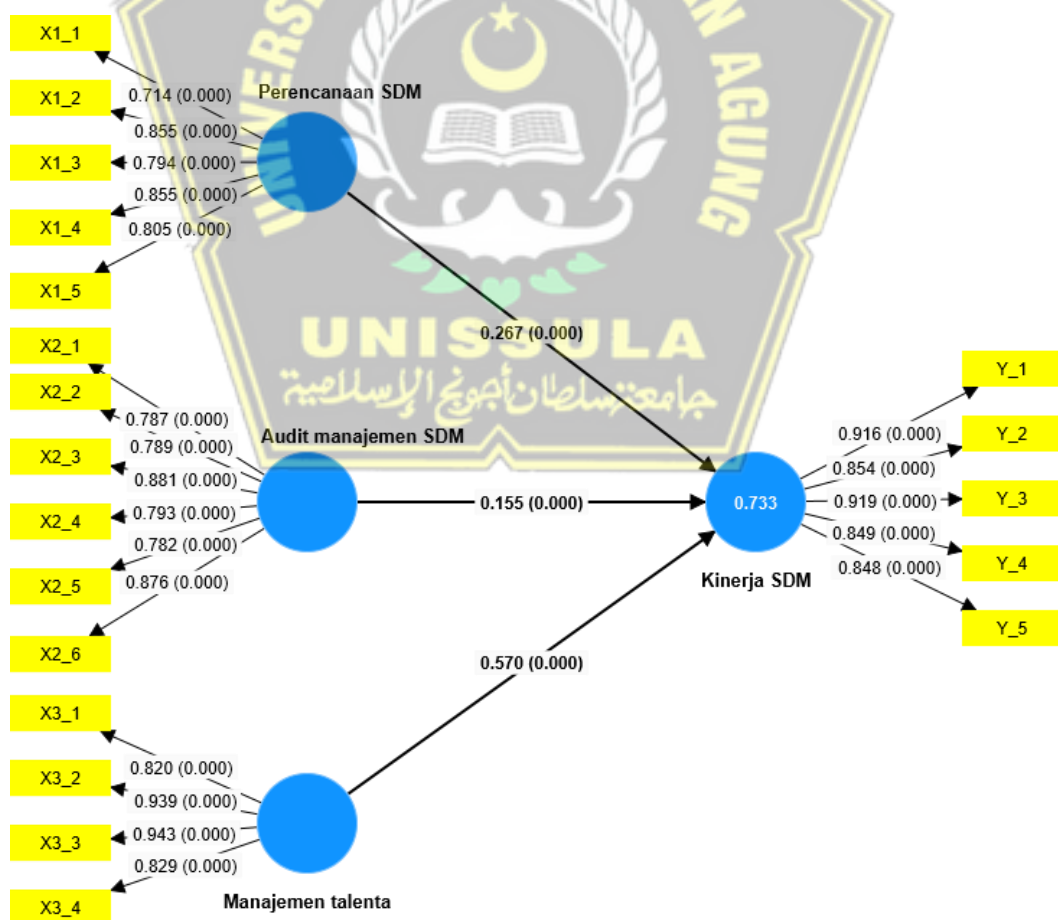 X1_1
X1_2
X1_3
X1_4
X1_5
0.714 (0.000)
0.855 (0.000)
0.794 (0.000)
0.855 (0.000)
0.805 (0.000)
Perencanaan SDM
X2_1
X2_2
X2_3
X2_4
X2_5
X2_6
0.787 (0.000)
0.789 (0.000)
0.881 (0.000)
0.793 (0.000)
0.782 (0.000)
0.876 (0.000)
Audit manajemen SDM
X3_1
X3_2
X3_3
X3_4
0.820 (0.000)
0.939 (0.000)
0.943 (0.000)
0.829 (0.000)
Manajemen talenta
0.267 (0.000)
0.155 (0.000)
0.570 (0.000)
0.733
Kinerja SDM
0.916 (0.000)
0.854 (0.000)
0.919 (0.000)
0.849 (0.000)
0.848 (0.000)
Y_1
Y_2
Y_3
Y_4
Y_5
AGUNG
UNISSULA
جامعتسلطان أجونج الإسلامية